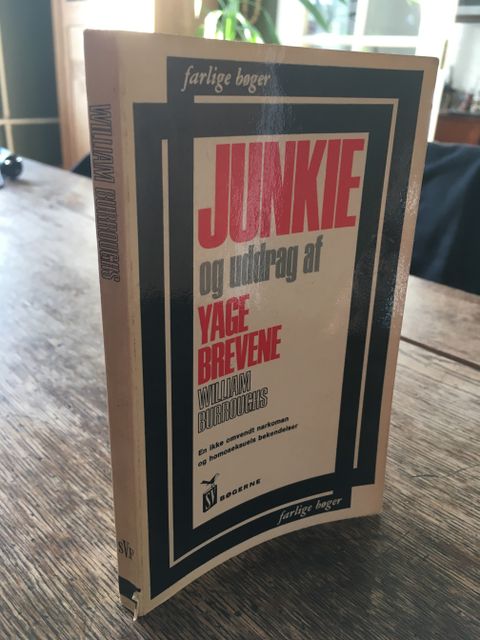 farlige bøger
JUNKIE
og uddrag af
YAGE
BREVENE
WILLIAM
BURROUGHS
En ikke omvendt narkoman
og homoseksuels bekendelser
SV BØGERNE
farlige bøger
WILLIAM BURROUGHS
SVF